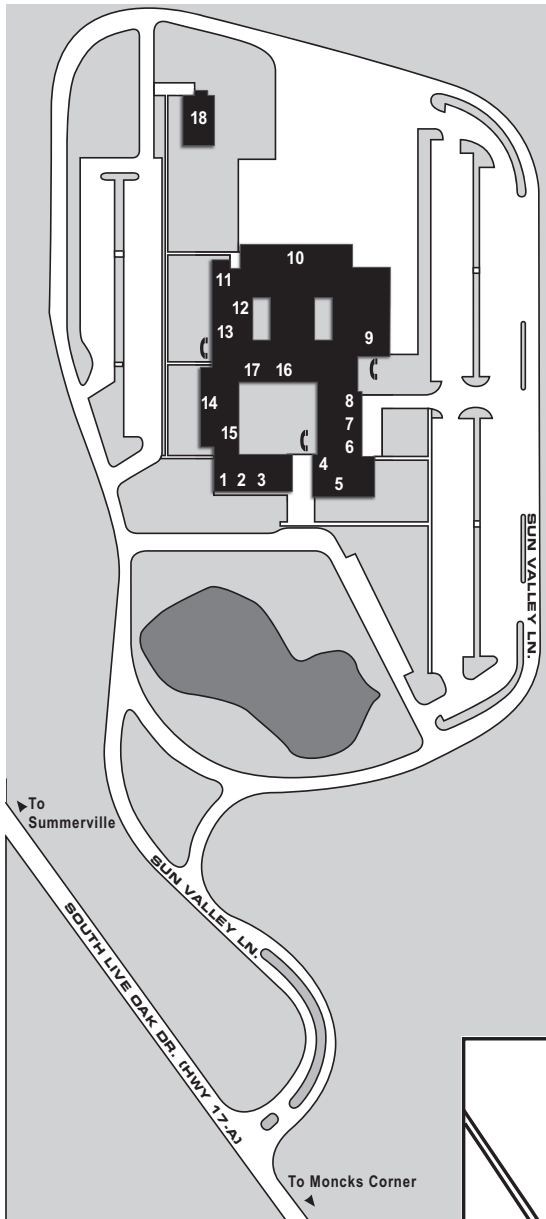 18
10
11
12
13
9
17 16
14
8
7
15
6
4
1 2 3
5
SUN VALLEY LN.
To
Summerville
SUN VALLEY LN.
SOUTH LIVE OAK DR. (HWY 17-A)
To Moncks Corner